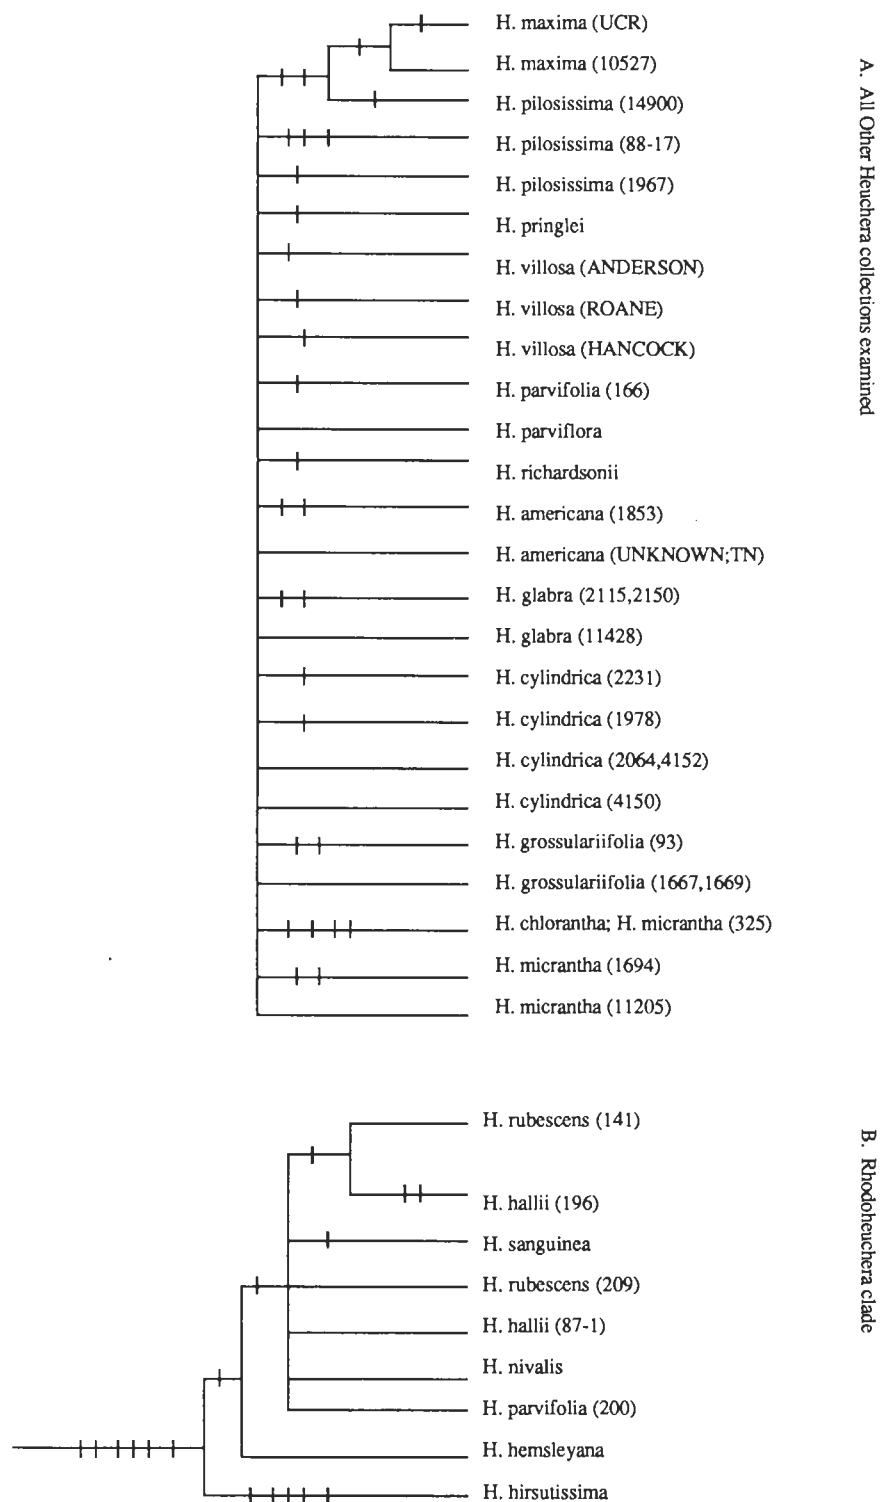 A. All Other Heuchera collections examined
H. maxima (UCR)
H. maxima (10527)
H. pilosissima (14900)
H. pilosissima (88-17)
H. pilosissima (1967)
H. pringlei
H. villosa (ANDERSON)
H. villosa (ROANE)
H. villosa (HANCOCK)
H. parvifolia (166)
H. parviflora
H. richardsonii
H. americana (1853)
H. americana (UNKNOWN;TN)
H. glabra (2115,2150)
H. glabra (11428)
H. cylindrica (2231)
H. cylindrica (1978)
H. cylindrica (2064,4152)
H. cylindrica (4150)
H. grossulariifolia (93)
H. grossulariifolia (1667,1669)
H. chlorantha; H. micrantha (325)
H. micrantha (1694)
H. micrantha (11205)
B. Rhodoheuchera clade
H. rubescens (141)
H. hallii (196)
H. sanguinea
H. rubescens (209)
H. hallii (87-1)
H. nivalis
H. parvifolia (200)
H. hemsleyana
H. hirsutissima